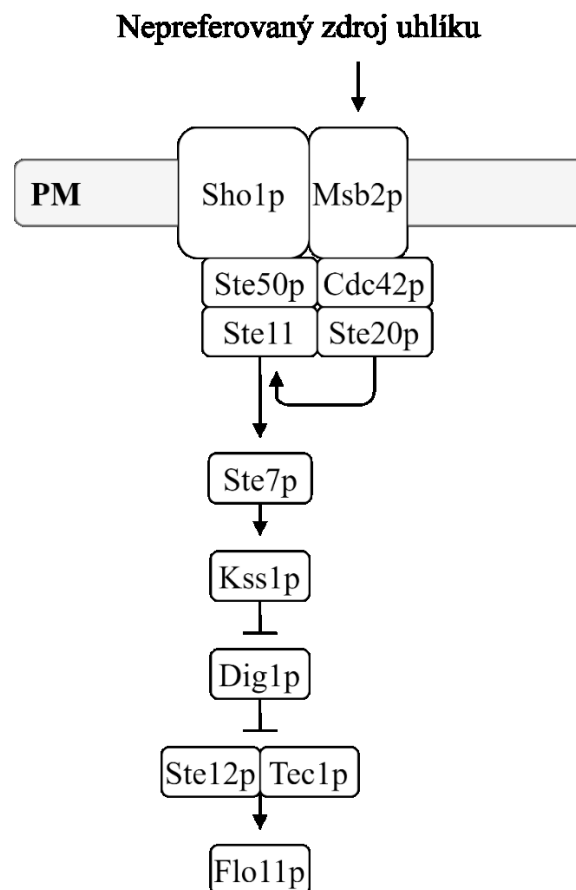 Nepreferovaný zdroj uhlíku
PM
Sho1p Msb2p
Ste50p Cdc42p
Ste11 Ste20p
Ste7p
Kss1p
Dig1p
Ste12p Tec1p
Flo11p